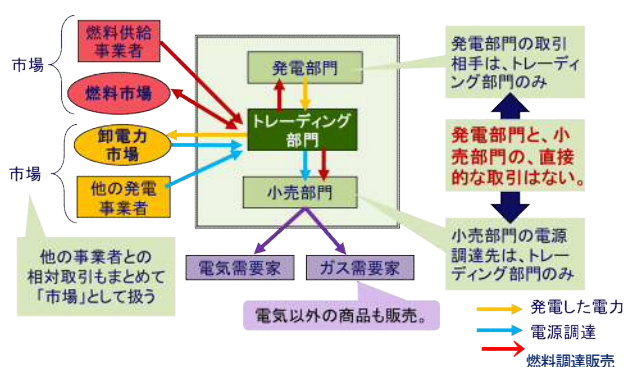 市場
燃料供給
事業者
燃料市場
市場
卸電力
市場
他の発電
事業者
他の事業者との
相対取引もまとめて
「市場」として扱う
発電部門
トレーディング
部門
小売部門
電気需要家
ガス需要家
電気以外の商品も販売。
発電部門の取引
相手は、トレーディ
ング部門のみ
発電部門と、小
売部門の、直接
的な取引はない。
小売部門の電源
調達先は、トレー
ディング部門のみ
発電した電力
電源調達
燃料調達販売